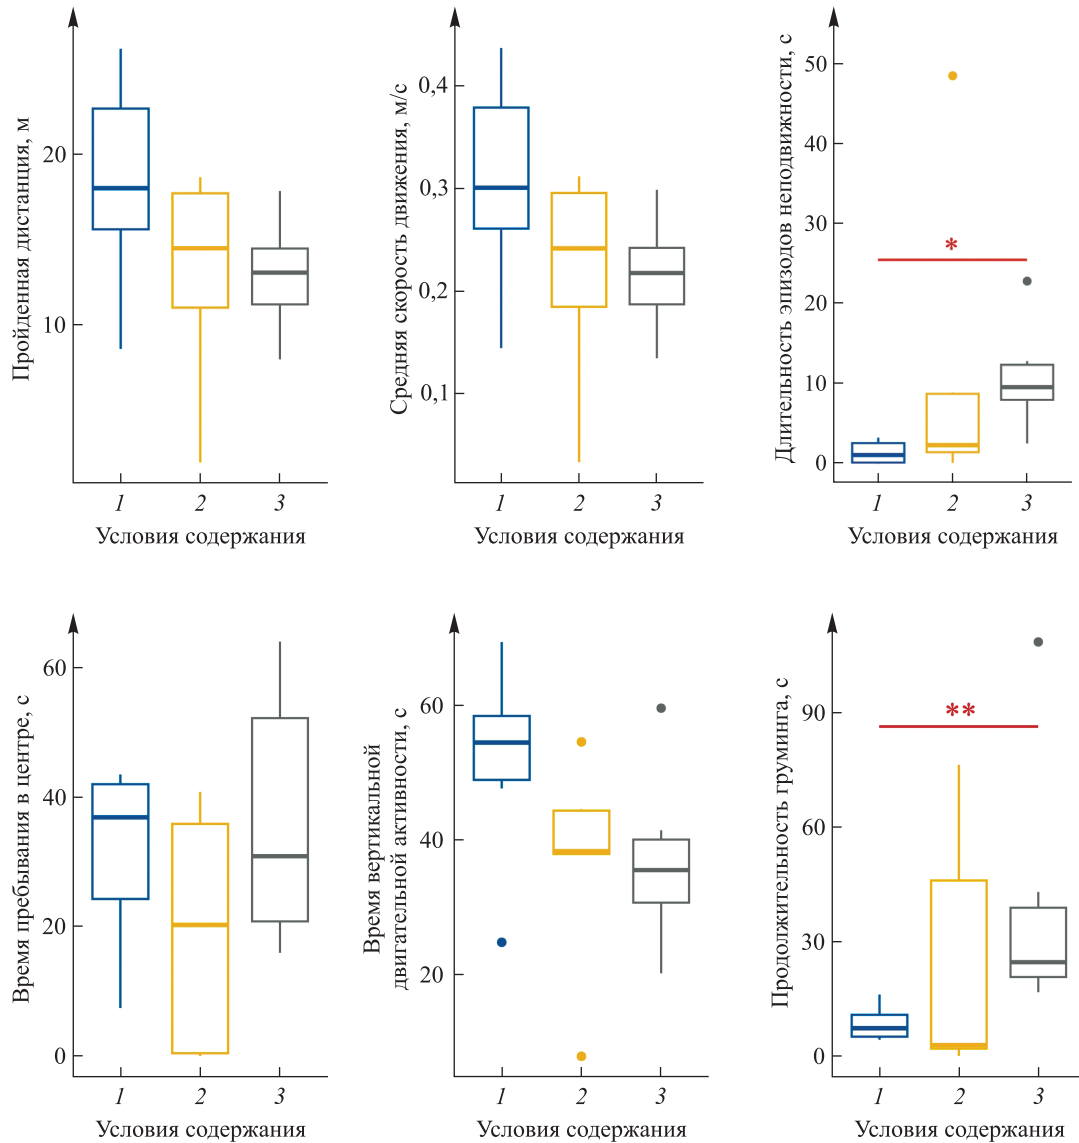 Пройденная дистанция, м
20
10
1 2 3
Условия содержания
Средняя скорость движения, м/с
0,4
0,3
0,2
0,1
1 2 3
Условия содержания
Длительность эпизодов неподвижности, с
50
40
30
20
10
0
*
1 2 3
Условия содержания
Время пребывания в центре, с
60
40
20
0
1 2 3
Условия содержания
Время вертикальной
двигательной активности, с
60
40
20
1 2 3
Условия содержания
Продолжительность груминга, с
90
60
30
0
**
1 2 3
Условия содержания